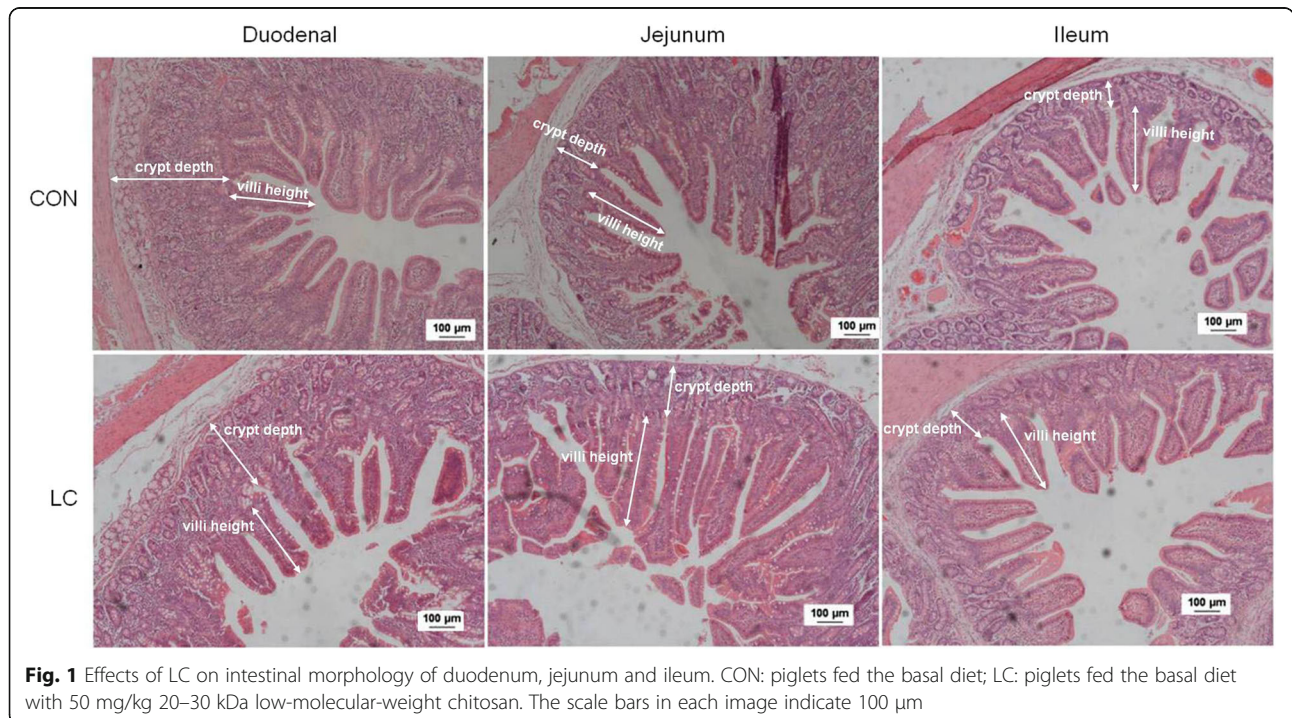 Duodenal Jejunum Ileum
CON
crypt depth
villi height
100 µm
crypt depth
villi height
100 µm
crypt depth
villi height
100 µm
LC
crypt depth
villi height
100 µm
crypt depth
villi height
100 µm
crypt depth
villi height
100 µm
Fig. 1 Effects of LC on intestinal morphology of duodenum, jejunum and ileum. CON: piglets fed the basal diet; LC: piglets fed the basal diet
with 50 mg/kg 20–30 kDa low-molecular-weight chitosan. The scale bars in each image indicate 100 µm